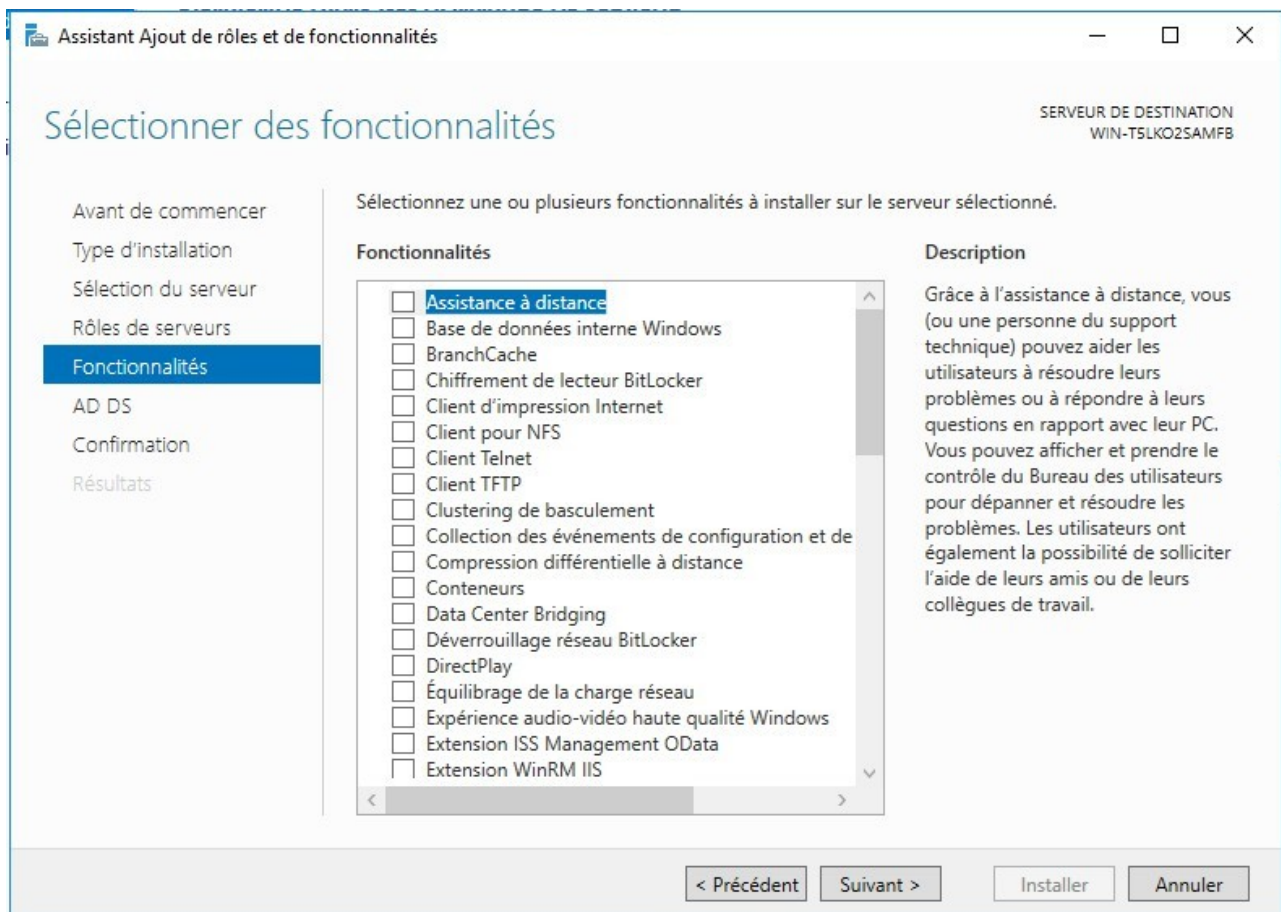 Assistant Ajout de rôles et de fonctionnalités
Sélectionner des fonctionnalités
SERVEUR DE DESTINATION
WIN-T5LKO2SAMFB
Avant de commencer
Type d'installation
Sélection du serveur
Rôles de serveurs
Fonctionnalités
AD DS
Confirmation
Résultats
Sélectionnez une ou plusieurs fonctionnalités à installer sur le serveur sélectionné.
Fonctionnalités
Assistance à distance
Base de données interne Windows
BranchCache
Chiffrement de lecteur BitLocker
Client d'impression Internet
Client pour NFS
Client Telnet
Client TFTP
Clustering de basculement
Collection des événements de configuration et de
Compression différentielle à distance
Conteneurs
Data Center Bridging
Déverrouillage réseau BitLocker
DirectPlay
Équilibrage de la charge réseau
Expérience audio-vidéo haute qualité Windows
Extension ISS Management OData
Extension WinRM IIS
Description
Grâce à l'assistance à distance, vous
(ou une personne du support
technique) pouvez aider les
utilisateurs à résoudre leurs
problèmes ou à répondre à leurs
questions en rapport avec leur PC.
Vous pouvez afficher et prendre le
contrôle du Bureau des utilisateurs
pour dépanner et résoudre les
problèmes. Les utilisateurs ont
également la possibilité de solliciter
l'aide de leurs amis ou de leurs
collègues de travail.
< Précédent
Suivant >
Installer
Annuler